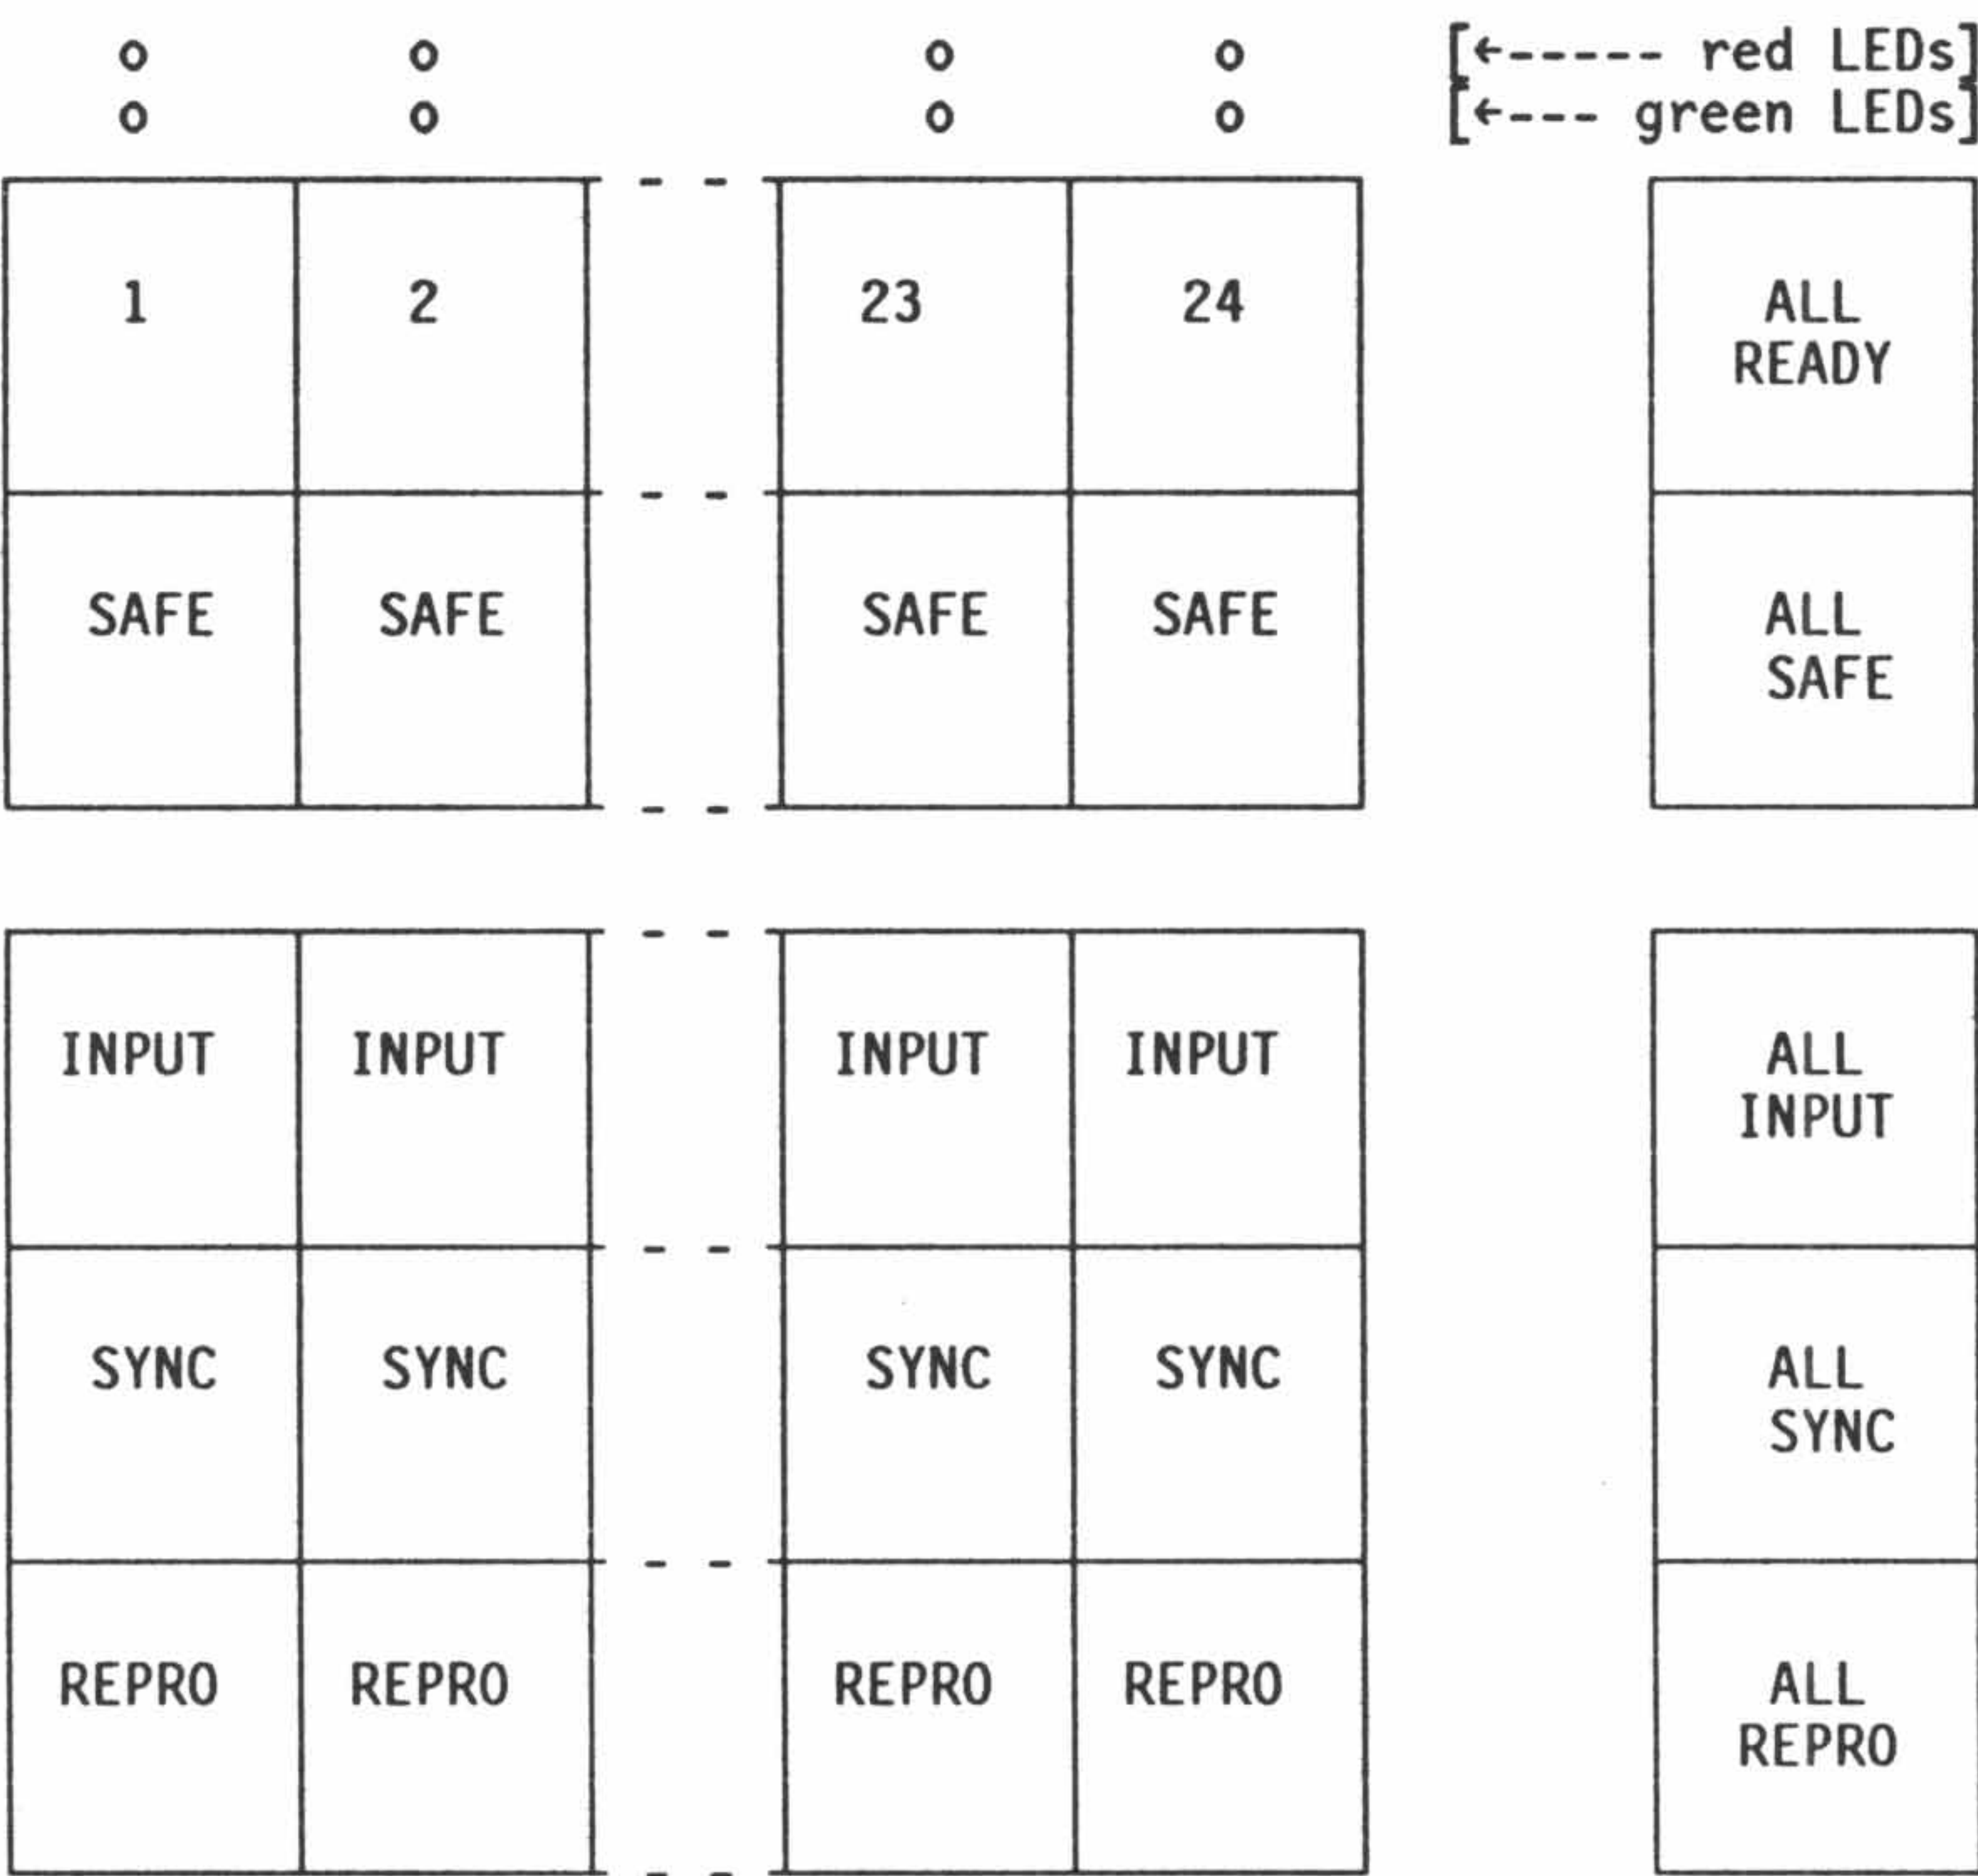 o o o o [←----- red LEDs]
o o o o [←--- green LEDs]
1 2 23 24 ALL
READY
SAFE SAFE SAFE SAFE ALL
SAFE
INPUT INPUT INPUT INPUT ALL
INPUT
SYNC SYNC SYNC SYNC ALL
SYNC
REPRO REPRO REPRO REPRO ALL
REPRO